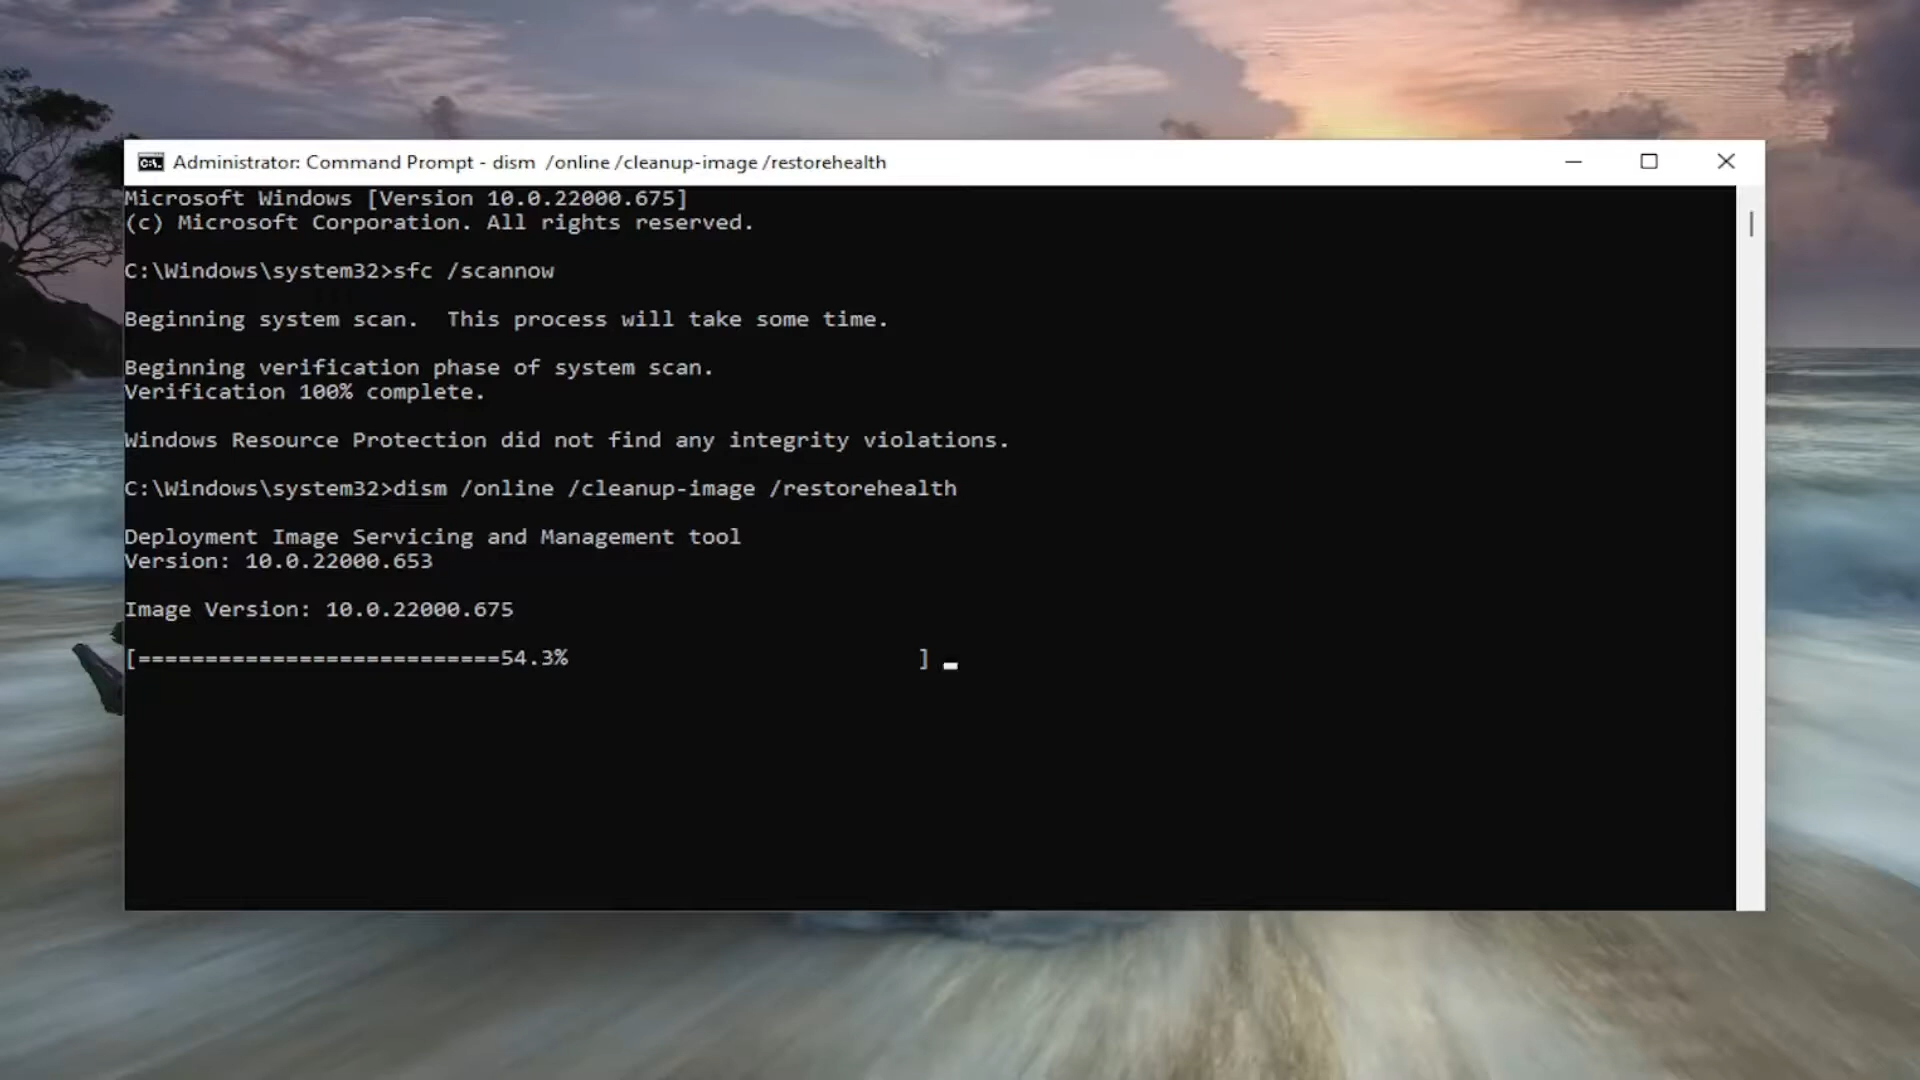 Administrator: Command Prompt - dism  /online /cleanup-image /restorehealth
Microsoft Windows [Version 10.0.22000.675]
(c) Microsoft Corporation. All rights reserved.
C:\Windows\system32>sfc /scannow
Beginning system scan.  This process will take some time.
Beginning verification phase of system scan.
Verification 100% complete.
Windows Resource Protection did not find any integrity violations.
C:\Windows\system32>dism /online /cleanup-image /restorehealth
Deployment Image Servicing and Management tool
Version: 10.0.22000.653
Image Version: 10.0.22000.675
[===========================54.3%                          ]